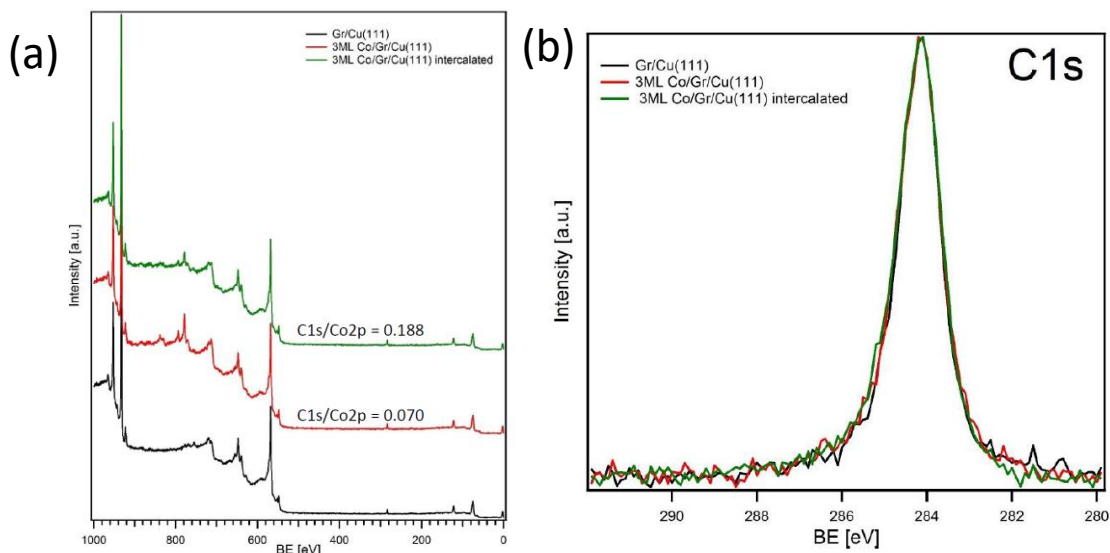 (a)
Gr/Cu(111)
3ML Co/Gr/Cu(111)
3ML Co/Gr/Cu(111) intercalated
Intensity [a.u.]
C1s/Co2p = 0.188
C1s/Co2p = 0.070
1000 800 600 400 200 0
BE [eV]
(b)
C1s
Gr/Cu(111)
3ML Co/Gr/Cu(111)
3ML Co/Gr/Cu(111) intercalated
Intensity [a.u.]
290 288 286 284 282 280
BE [eV]